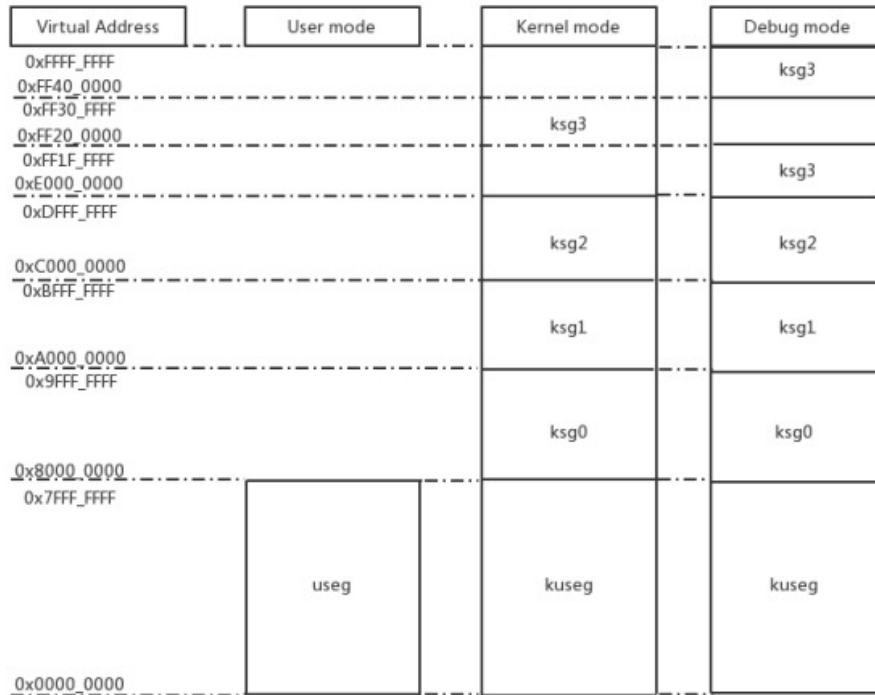 Virtual Address
User mode
Kernel mode
Debug mode
0xFFFF_FFFF
ksg3
0xFF40_0000
0xFF30_FFFF
ksg3
0xFF20_0000
0xFF1F_FFFF
ksg3
0xE000_0000
0xDFFF_FFFF
ksg2
ksg2
0xC000_0000
0xBFFF_FFFF
ksg1
ksg1
0xA000_0000
0x9FFF_FFFF
ksg0
ksg0
0x8000_0000
0x7FFF_FFFF
useg
kuseg
kuseg
0x0000_0000